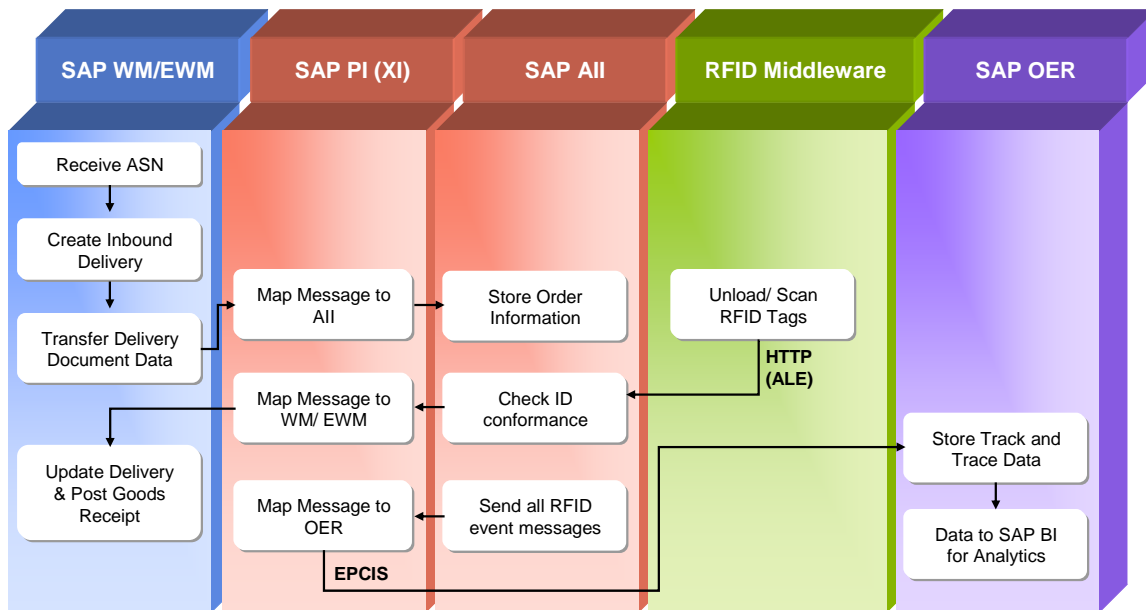 SAP WM/EWM
SAP PI (XI)
SAP AII
RFID Middleware
SAP OER
Receive ASN
Create Inbound
Delivery
Transfer Delivery
Document Data
Update Delivery
& Post Goods
Receipt
Map Message to
AII
Map Message to
WM/ EWM
Map Message to
OER
EPCIS
Store Order
Information
Check ID
conformance
Send all RFID
event messages
Unload/ Scan
RFID Tags
HTTP
(ALE)
Store Track and
Trace Data
Data to SAP BI
for Analytics